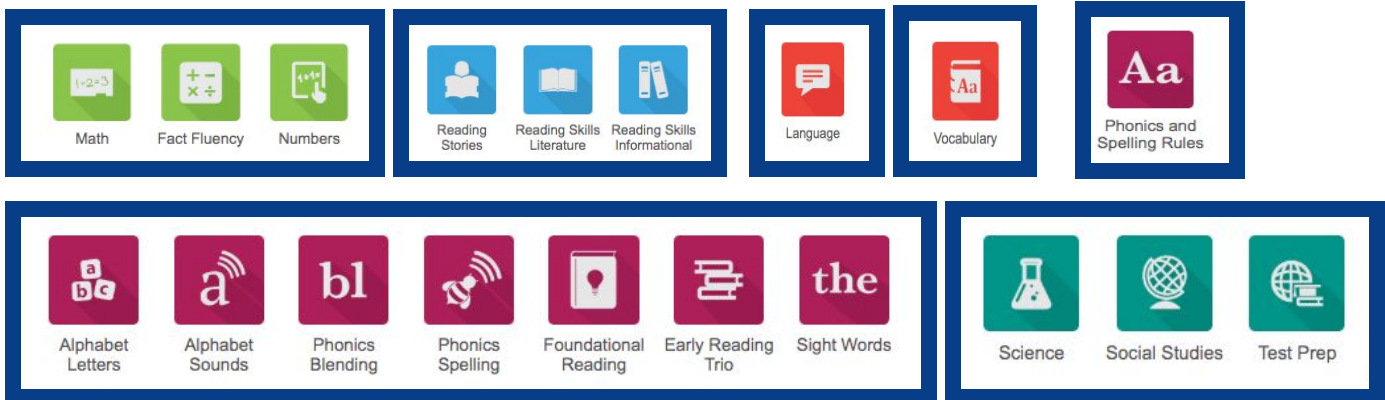 1+2=3
+ -
× ÷
1+1=
Aa
Aa
Math
Fact Fluency
Numbers
Reading
Stories
Reading Skills
Literature
Reading Skills
Informational
Language
Vocabulary
Phonics and
Spelling Rules
a
b c
a
bl
the
Alphabet
Letters
Alphabet
Sounds
Phonics
Blending
Phonics
Spelling
Foundational
Reading
Early Reading
Trio
Sight Words
Science
Social Studies
Test Prep